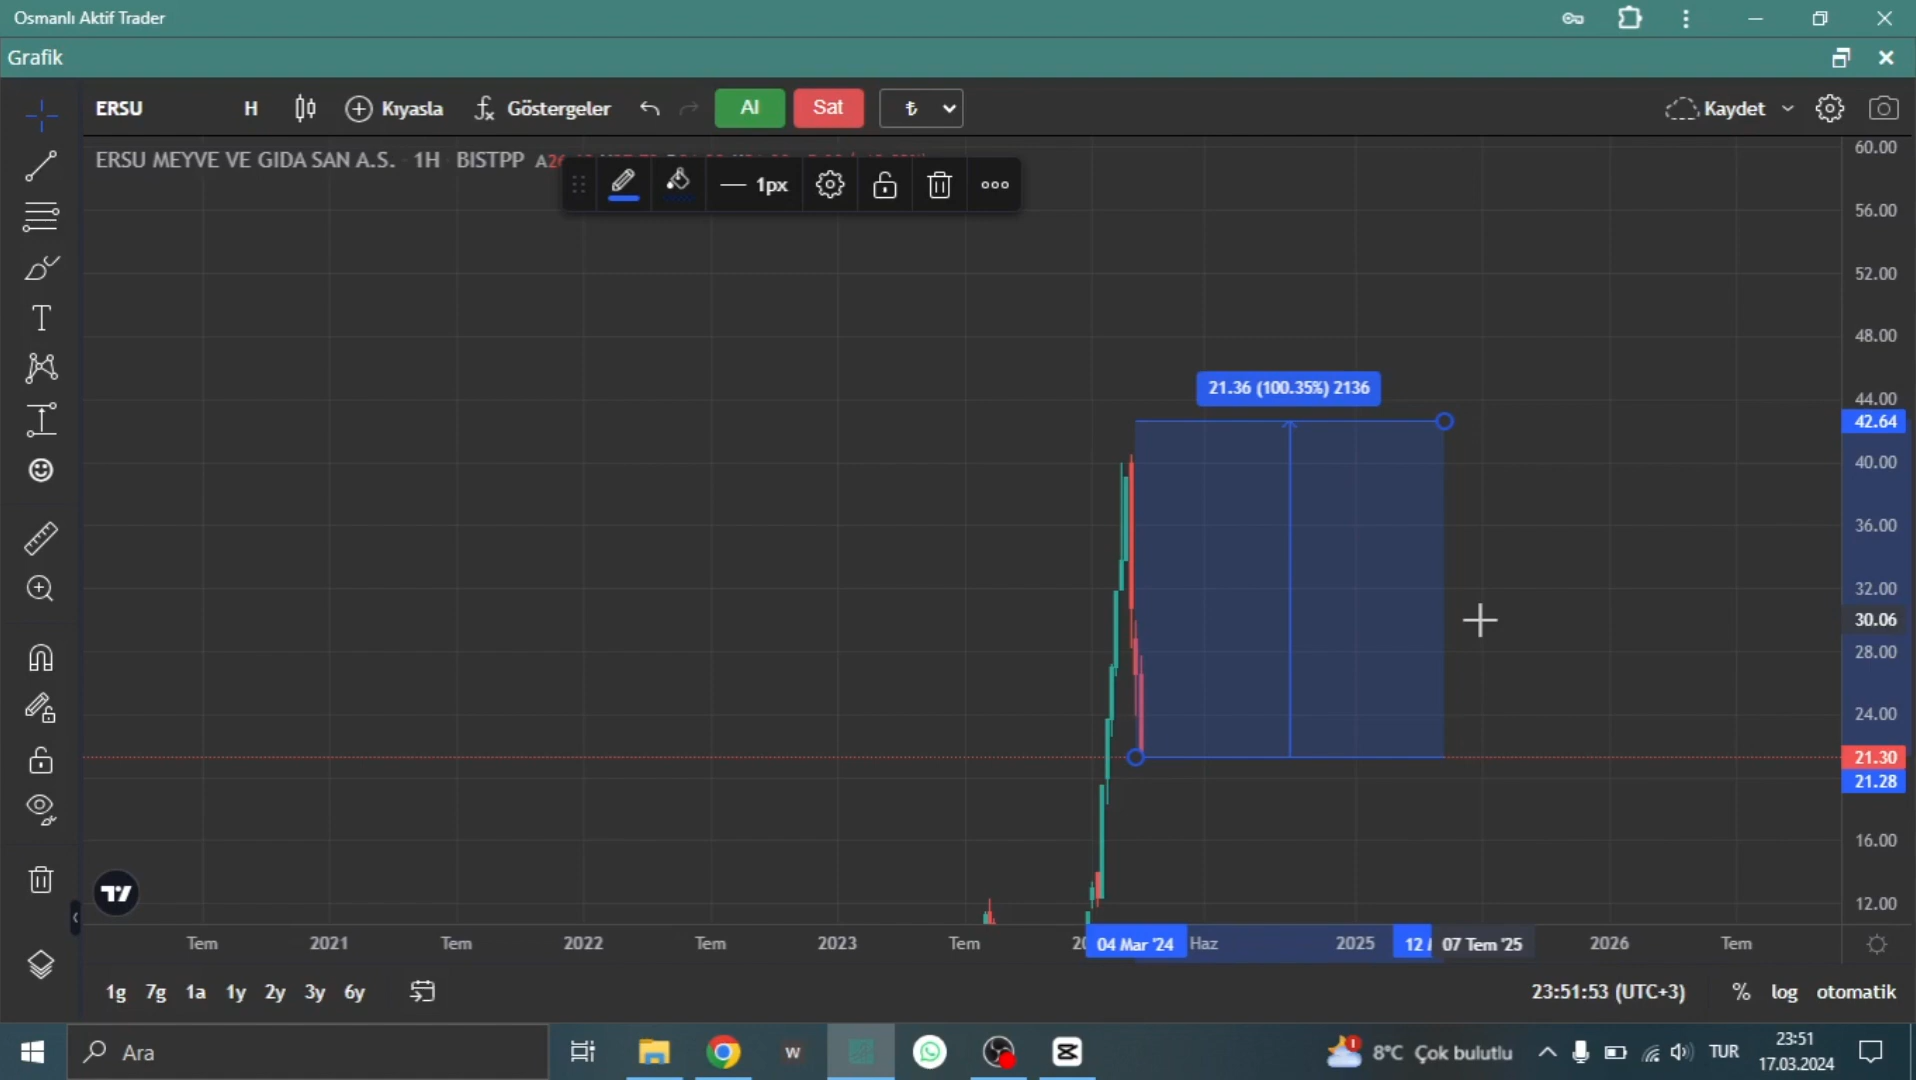 Osmanlı Aktif Trader
Grafik
ERSU H Kıyasla Göstergeler Al Sat ₺ Kaydet
ERSU MEYVE VE GIDA SAN A.S. 1H BISTPP
1px
60.00
56.00
52.00
48.00
21.36 (100.35%) 2136
44.00
42.64
40.00
36.00
32.00
30.06
28.00
24.00
21.30
21.28
16.00
12.00
Tem 2021 Tem 2022 Tem 2023 Tem 04 Mar '24 Haz 2025 12 07 Tem '25 2026 Tem
1g 7g 1a 1y 2y 3y 6y 23:51:53 (UTC+3) % log otomatik
Ara 8°C Çok bulutlu TUR 23:51
17.03.2024